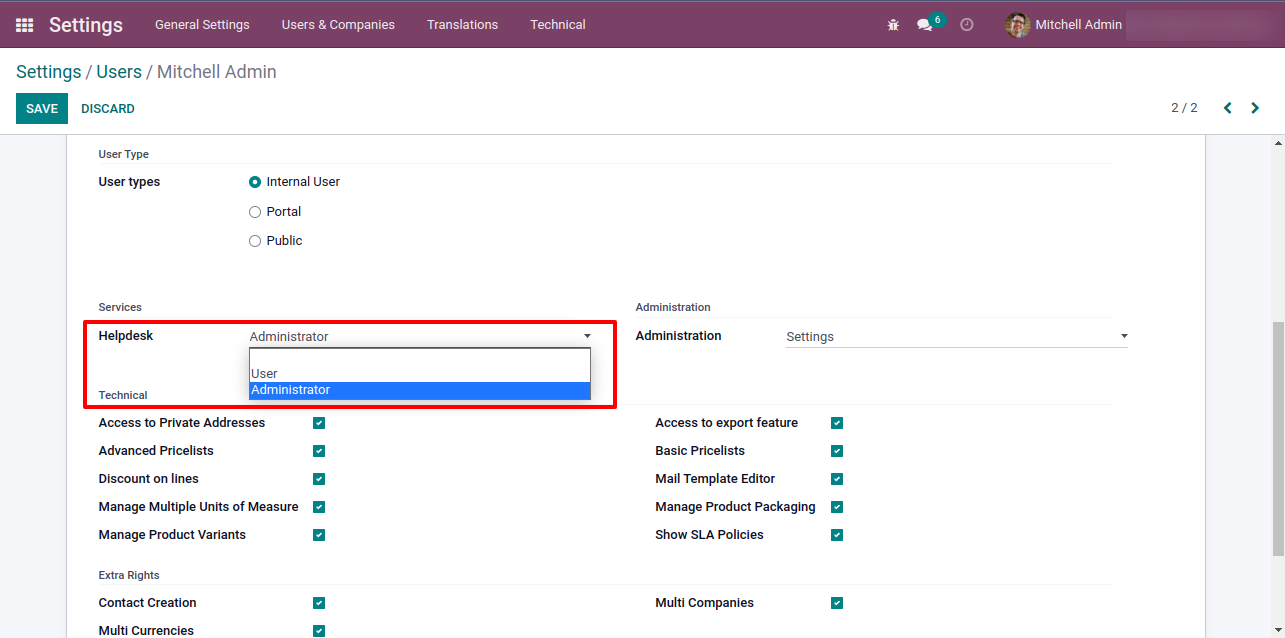 Settings General Settings Users & Companies Translations Technical 6 Mitchell Admin
Settings / Users / Mitchell Admin
SAVE DISCARD 2 / 2
User Type
User types Internal User
Portal
Public
Services Administration
Helpdesk Administrator Administration Settings
User
Administrator
Technical
Access to Private Addresses Access to export feature
Advanced Pricelists Basic Pricelists
Discount on lines Mail Template Editor
Manage Multiple Units of Measure Manage Product Packaging
Manage Product Variants Show SLA Policies
Extra Rights
Contact Creation Multi Companies
Multi Currencies